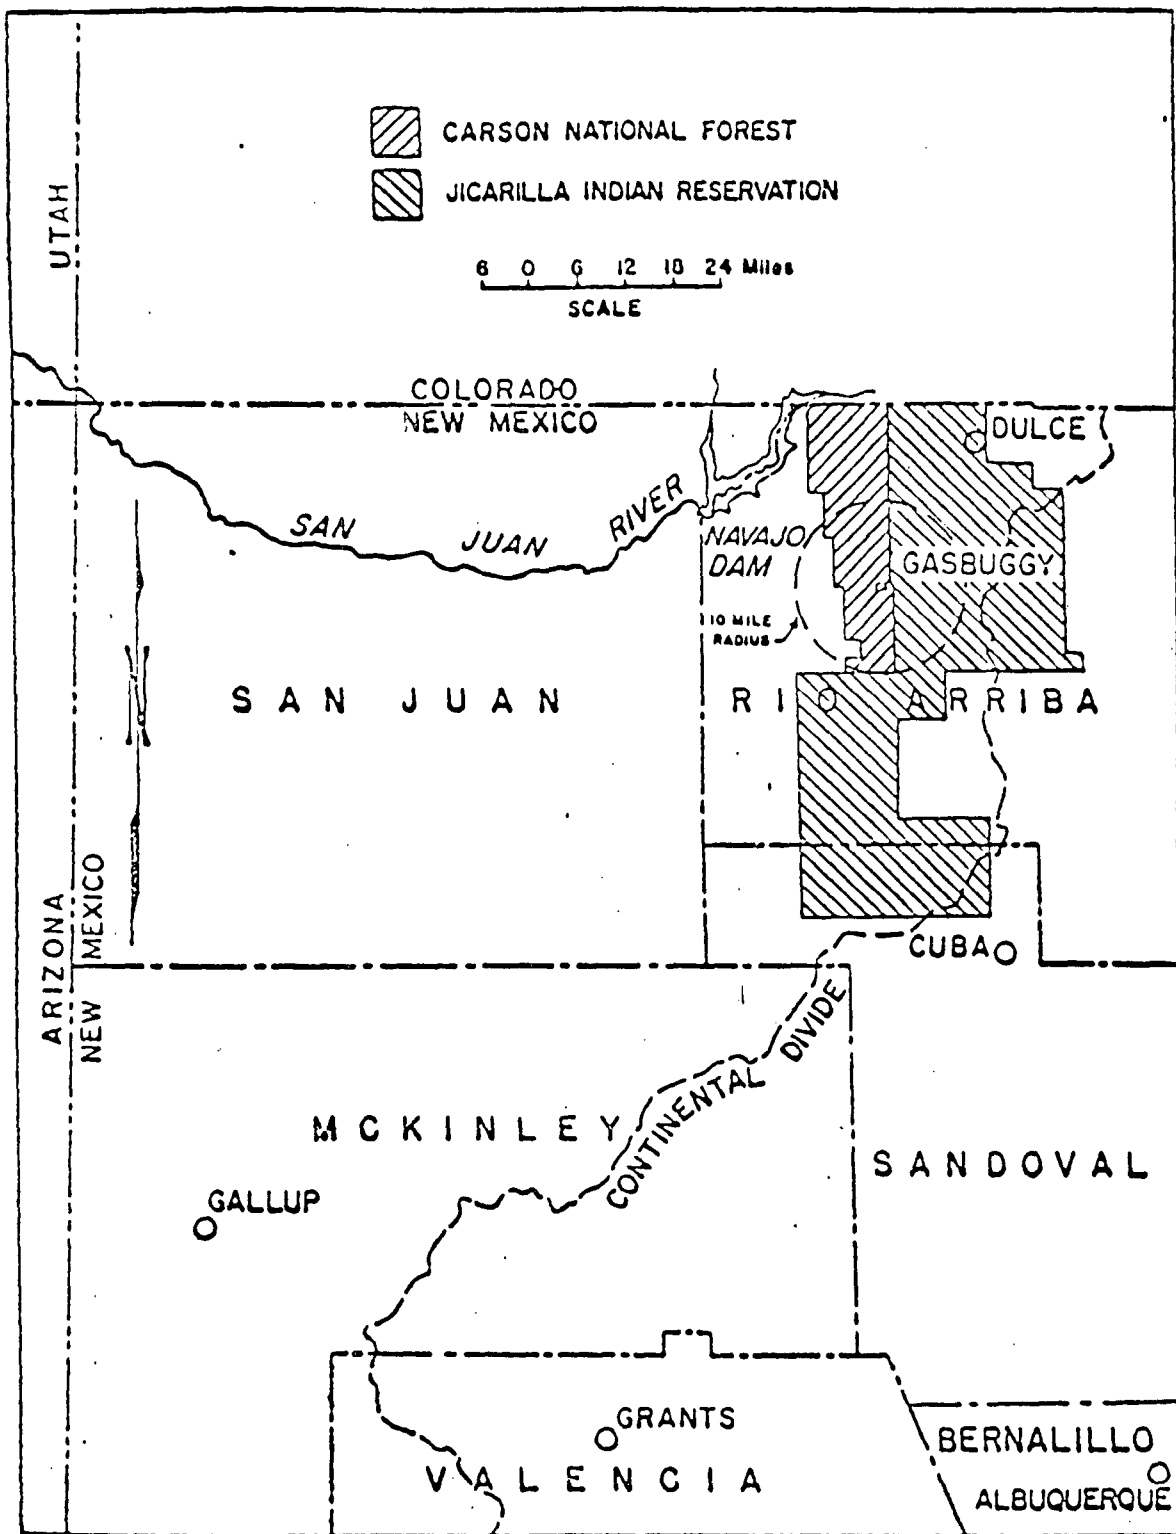 CARSON NATIONAL FOREST
JICARILLA INDIAN RESERVATION
UTAH
6 0 6 12 18 24 Miles
SCALE
COLORADO
NEW MEXICO
DULCE
SAN JUAN RIVER
NAVAJO
DAM
GASBUGGY
10 MILE
RADIUS
SAN JUAN
RIO ARRIBA
ARIZONA
NEW MEXICO
CUBA
CONTINENTAL DIVIDE
MCKINLEY
SANDOVAL
GALLUP
GRANTS
VALENCIA
BERNALILLO
ALBUQUERQUE